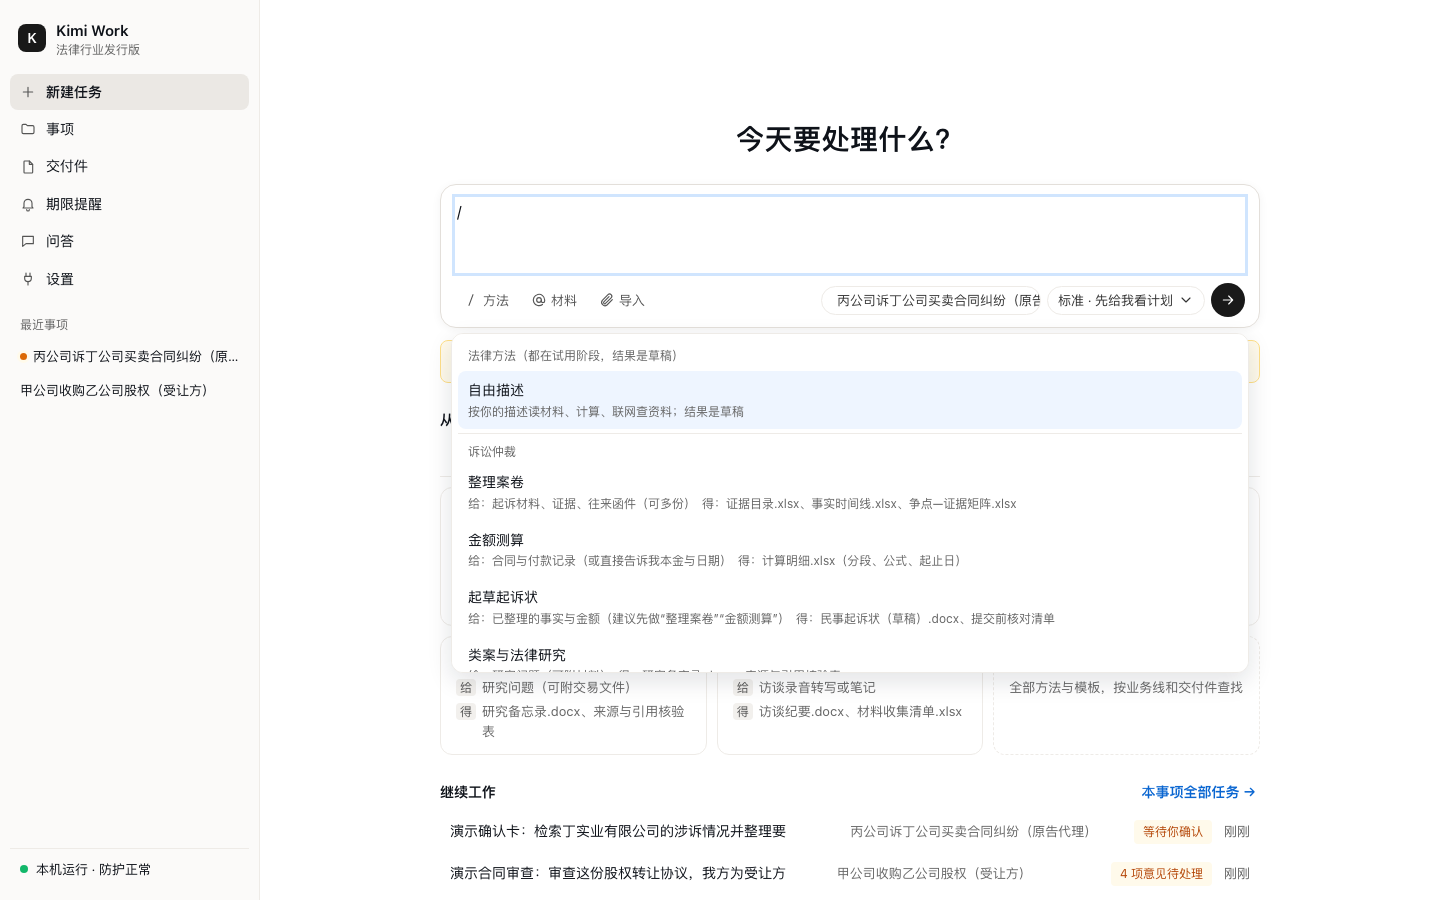 K
Kimi Work
法律行业发行版
新建任务
事项
交付件
期限提醒
问答
设置
最近事项
丙公司诉丁公司买卖合同纠纷（原...
甲公司收购乙公司股权（受让方）
本机运行 · 防护正常
今天要处理什么？
/
/ 方法
材料
导入
丙公司诉丁公司买卖合同纠纷（原告
标准 · 先给我看计划
法律方法（都在试用阶段，结果是草稿）
自由描述
按你的描述读材料、计算、联网查资料；结果是草稿
从
诉讼仲裁
整理案卷
给：起诉材料、证据、往来函件（可多份） 得：证据目录.xlsx、事实时间线.xlsx、争点—证据矩阵.xlsx
金额测算
给：合同与付款记录（或直接告诉我本金与日期） 得：计算明细.xlsx（分段、公式、起止日）
起草起诉状
给：已整理的事实与金额（建议先做“整理案卷”“金额测算”） 得：民事起诉状（草稿）.docx、提交前核对清单
类案与法律研究
给 研究问题（可附交易文件）
得 研究备忘录.docx、来源与引用核验
表
给 访谈录音转写或笔记
得 访谈纪要.docx、材料收集清单.xlsx
全部方法与模板，按业务线和交付件查找
继续工作
本事项全部任务 →
演示确认卡：检索丁实业有限公司的涉诉情况并整理要
丙公司诉丁公司买卖合同纠纷（原告代理）
等待你确认
刚刚
演示合同审查：审查这份股权转让协议，我方为受让方
甲公司收购乙公司股权（受让方）
4 项意见待处理
刚刚